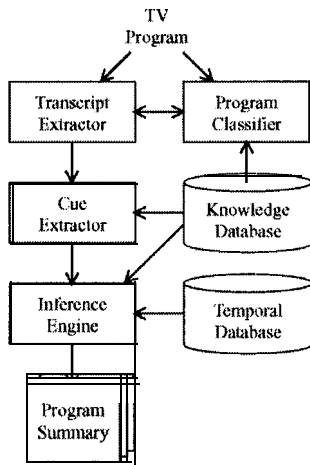 TV
Program
Transcript
Extractor
Program
Classifier
Cue
Extractor
Knowledge
Database
Inference
Engine
Temporal
Database
Program
Summary